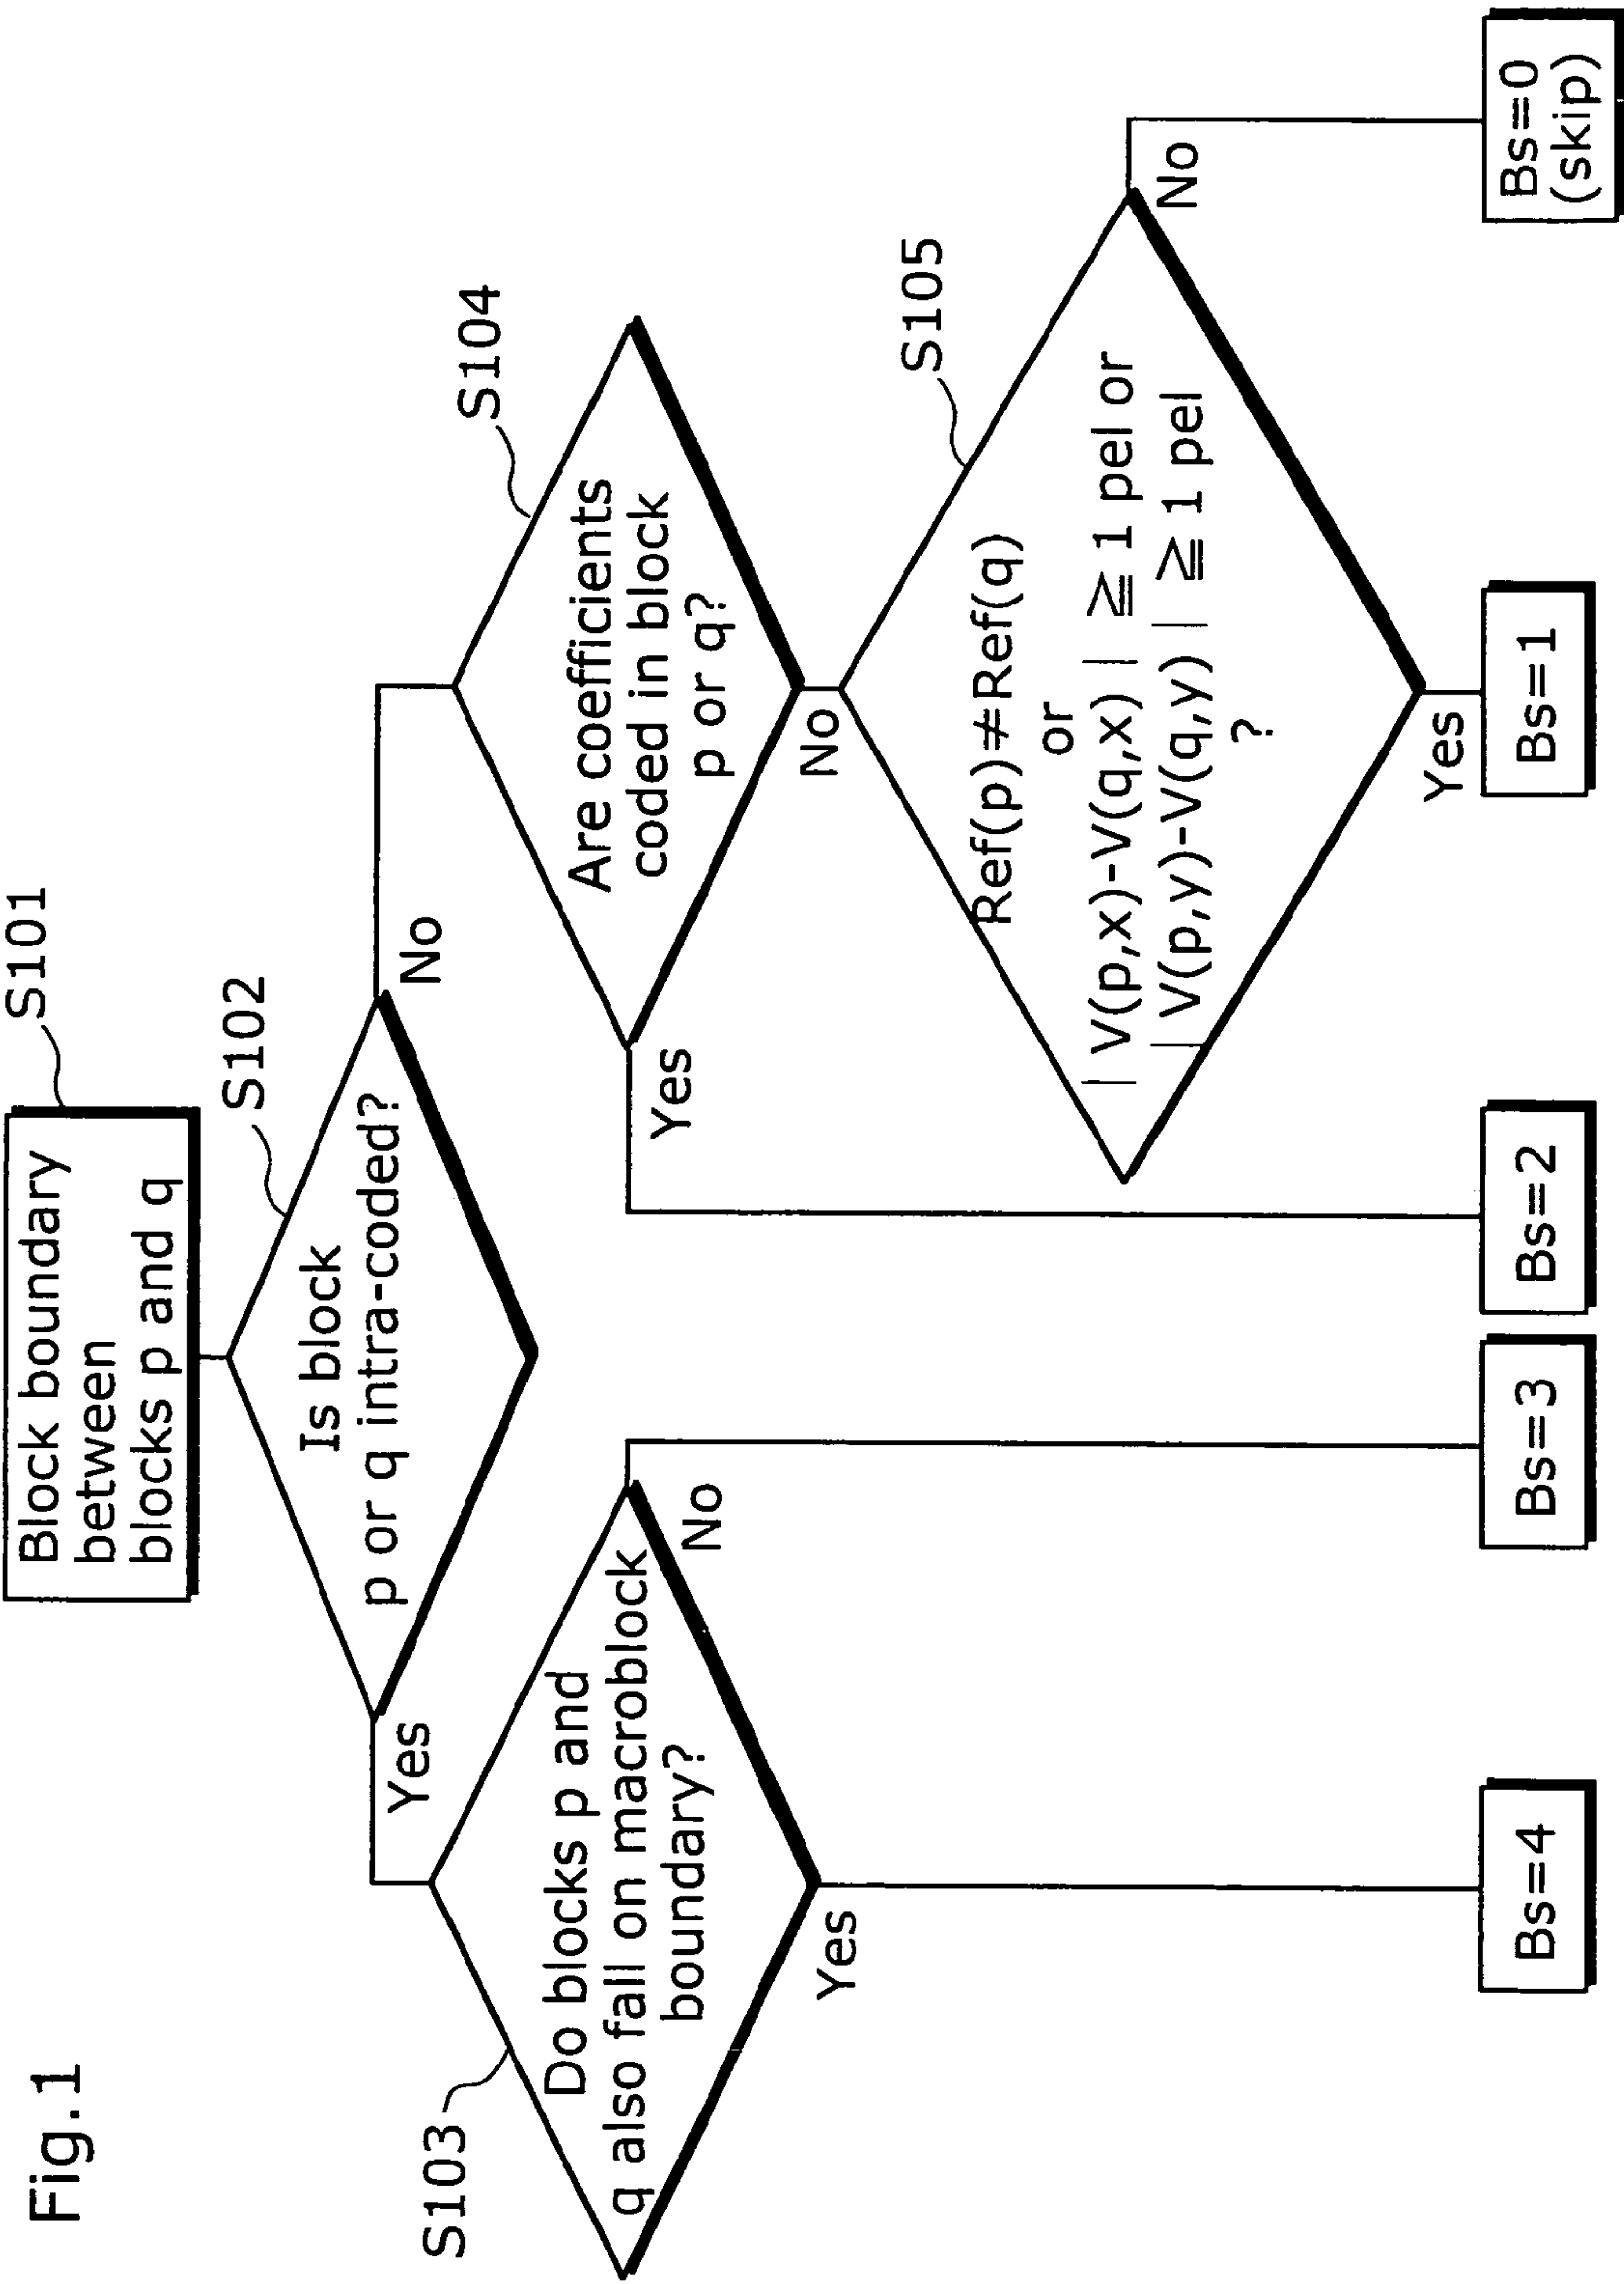 Fig.1
Block boundary
between
blocks p and q
S101
S102
Is block
p or q intra-coded?
Yes
No
S103
Do blocks p and
q also fall on macroblock
boundary?
Yes
No
S104
Are coefficients
coded in block
p or q?
Yes
No
S105
Ref(p)≠Ref(q)
or
|V(p,x)-V(q,x)|≧1 pel or
|V(p,y)-V(q,y)|≧1 pel
?
Yes
No
Bs=4
Bs=3
Bs=2
Bs=1
Bs=0
(skip)